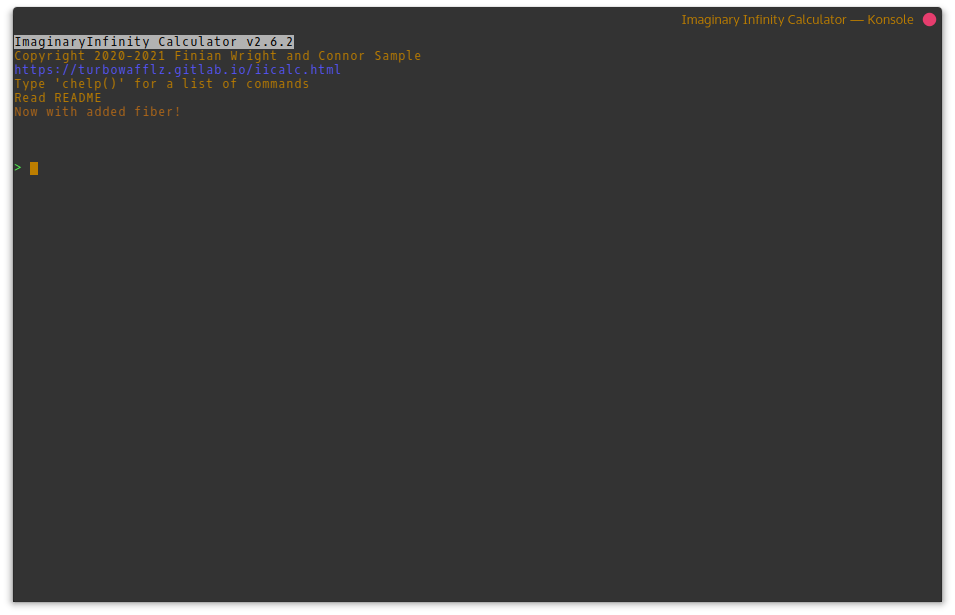 Imaginary Infinity Calculator — Konsole
ImaginaryInfinity Calculator v2.6.2
Copyright 2020-2021 Finian Wright and Connor Sample
https://turbowafflz.gitlab.io/iicalc.html
Type 'chelp()' for a list of commands
Read README
Now with added fiber!
>